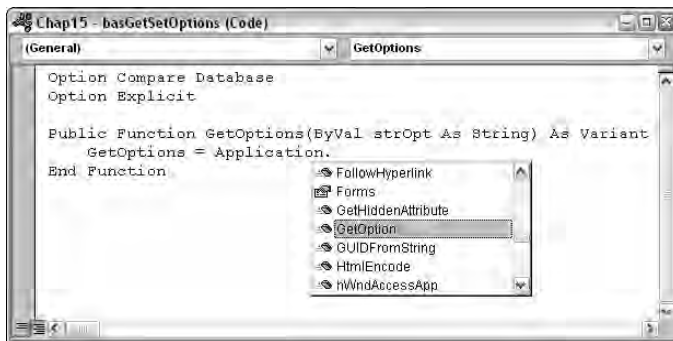 Chap15 - basGetSetOptions (Code)
(General) GetOptions
Option Compare Database
Option Explicit
Public Function GetOptions(ByVal strOpt As String) As Variant
GetOptions = Application.
End Function
FollowHyperlink
Forms
GetHiddenAttribute
GetOption
GUIDFromString
HtmlEncode
hWndAccessApp